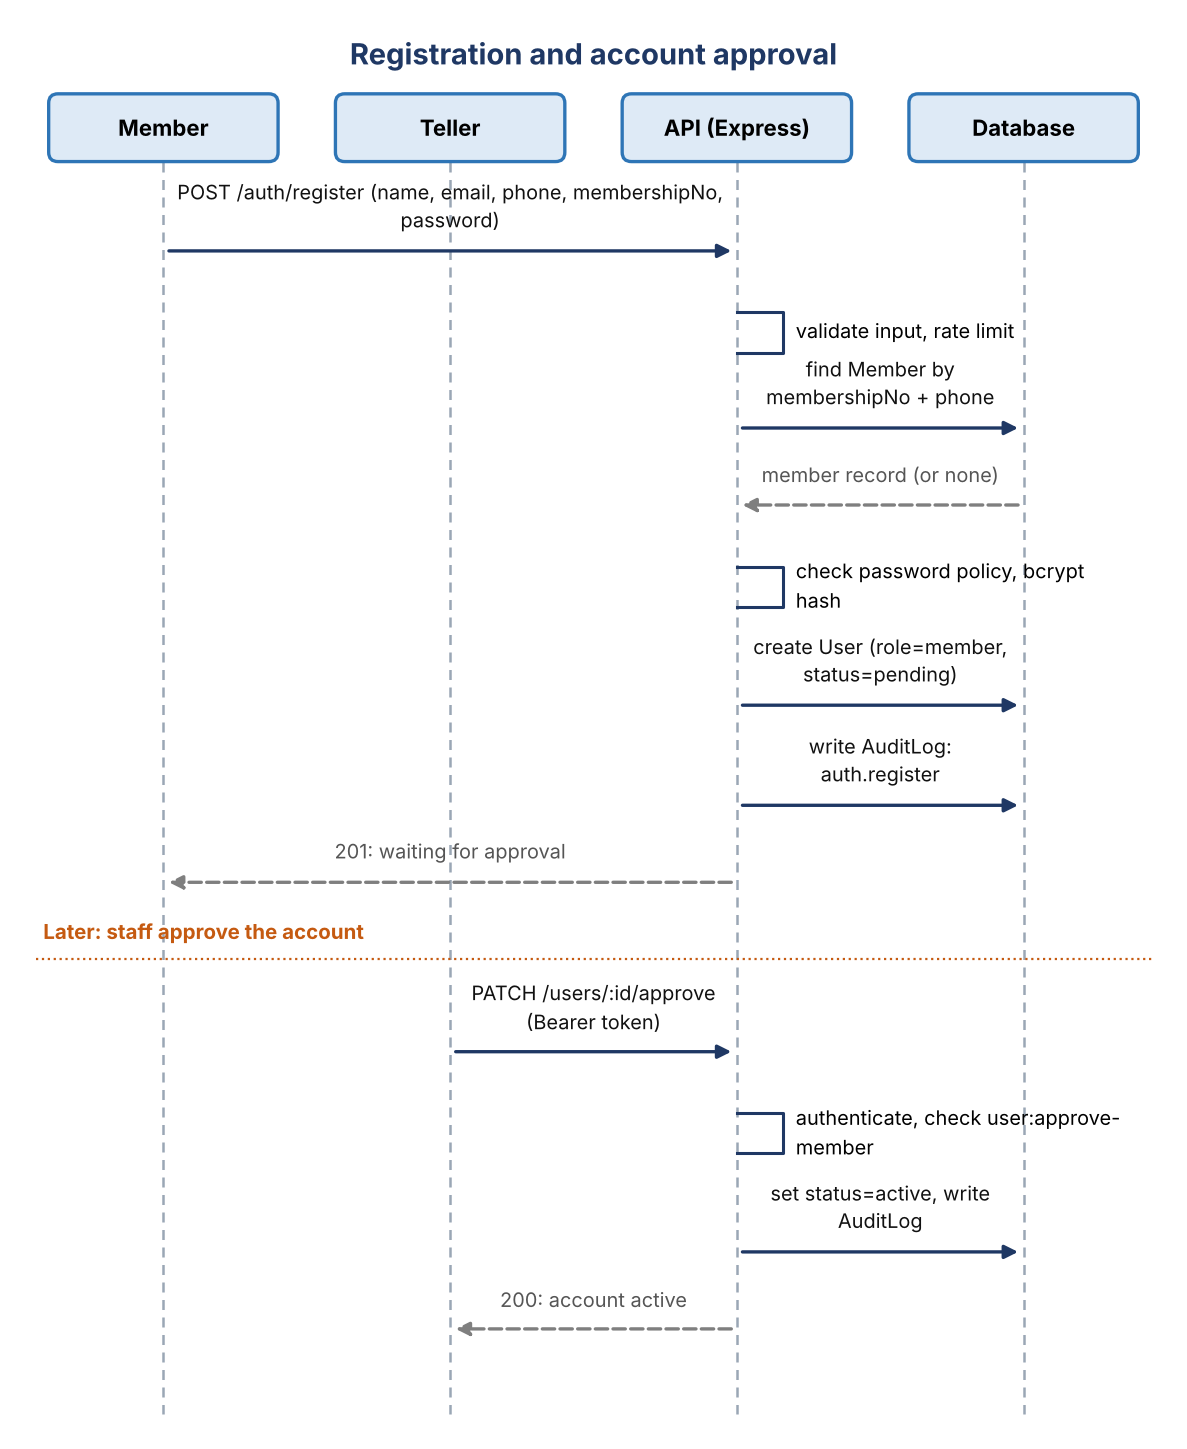 Registration and account approval
Member
Teller
API (Express)
Database
POST /auth/register (name, email, phone, membershipNo,
password)
validate input, rate limit
find Member by
membershipNo + phone
member record (or none)
check password policy, bcrypt
hash
create User (role=member,
status=pending)
write AuditLog:
auth.register
201: waiting for approval
Later: staff approve the account
PATCH /users/:id/approve
(Bearer token)
authenticate, check user:approve-
member
set status=active, write
AuditLog
200: account active